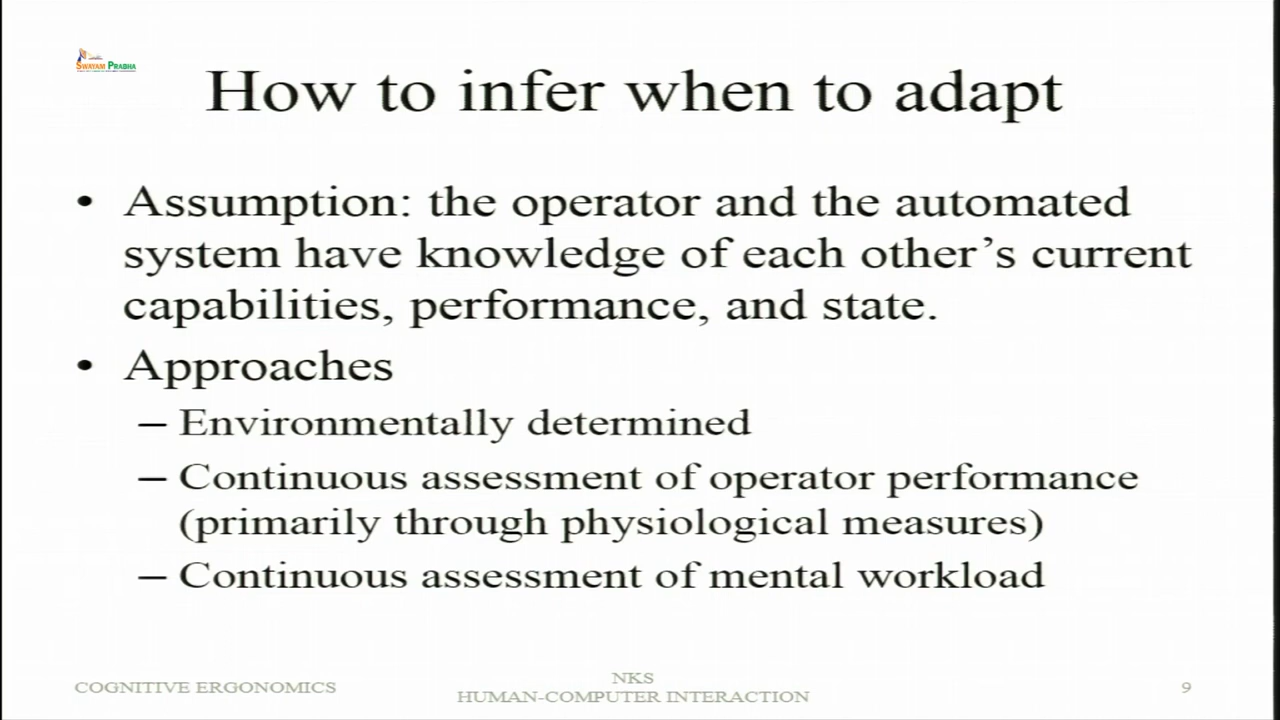 SWAYAM PRABHA
How to infer when to adapt
• Assumption: the operator and the automated
system have knowledge of each other’s current
capabilities, performance, and state.
• Approaches
– Environmentally determined
– Continuous assessment of operator performance
(primarily through physiological measures)
– Continuous assessment of mental workload
COGNITIVE ERGONOMICS
NKS
HUMAN-COMPUTER INTERACTION
9